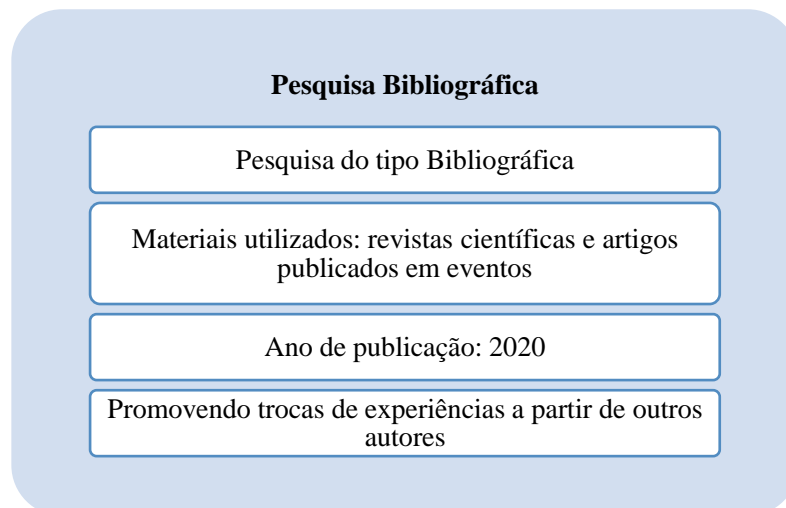 Pesquisa Bibliográfica
Pesquisa do tipo Bibliográfica
Materiais utilizados: revistas científicas e artigos
publicados em eventos
Ano de publicação: 2020
Promovendo trocas de experiências a partir de outros
autores